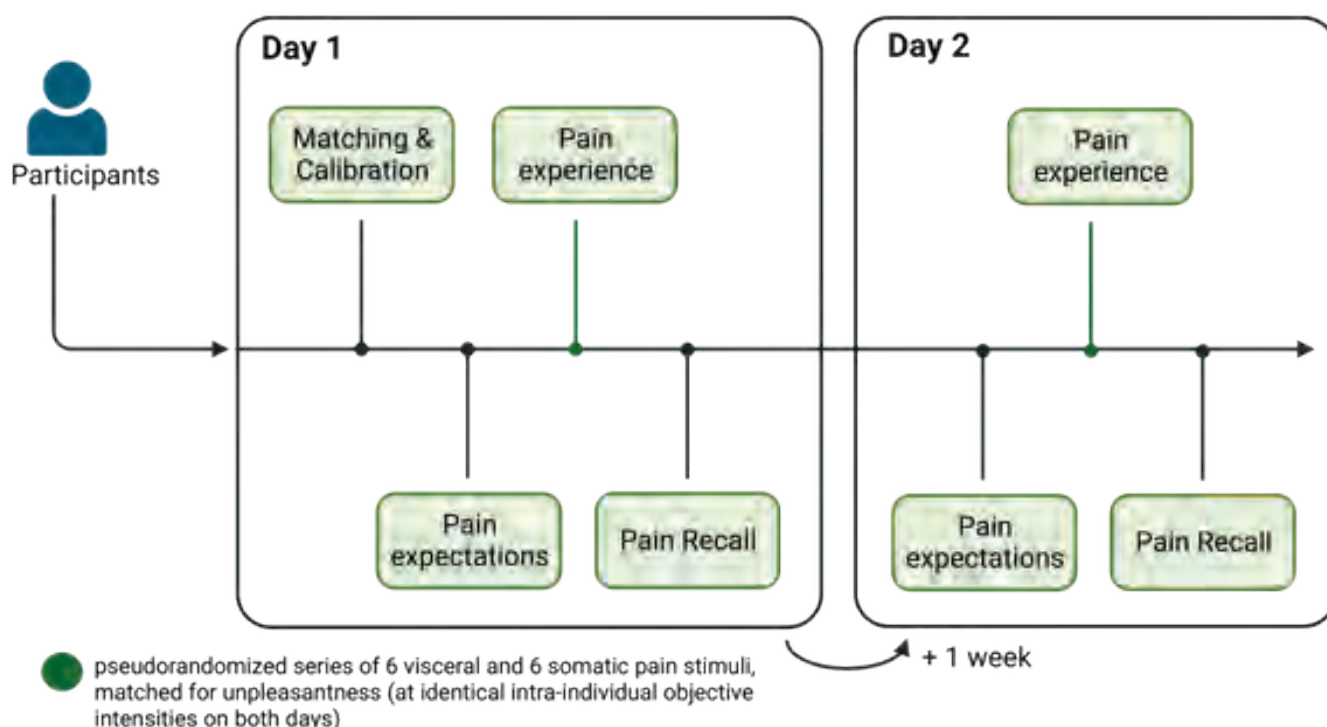 Day 1
Day 2
Participants
Matching &
Calibration
Pain
experience
Pain
experience
Pain
expectations
Pain Recall
Pain
expectations
Pain Recall
+ 1 week
pseudorandomized series of 6 visceral and 6 somatic pain stimuli,
matched for unpleasantness (at identical intra-individual objective
intensities on both days)